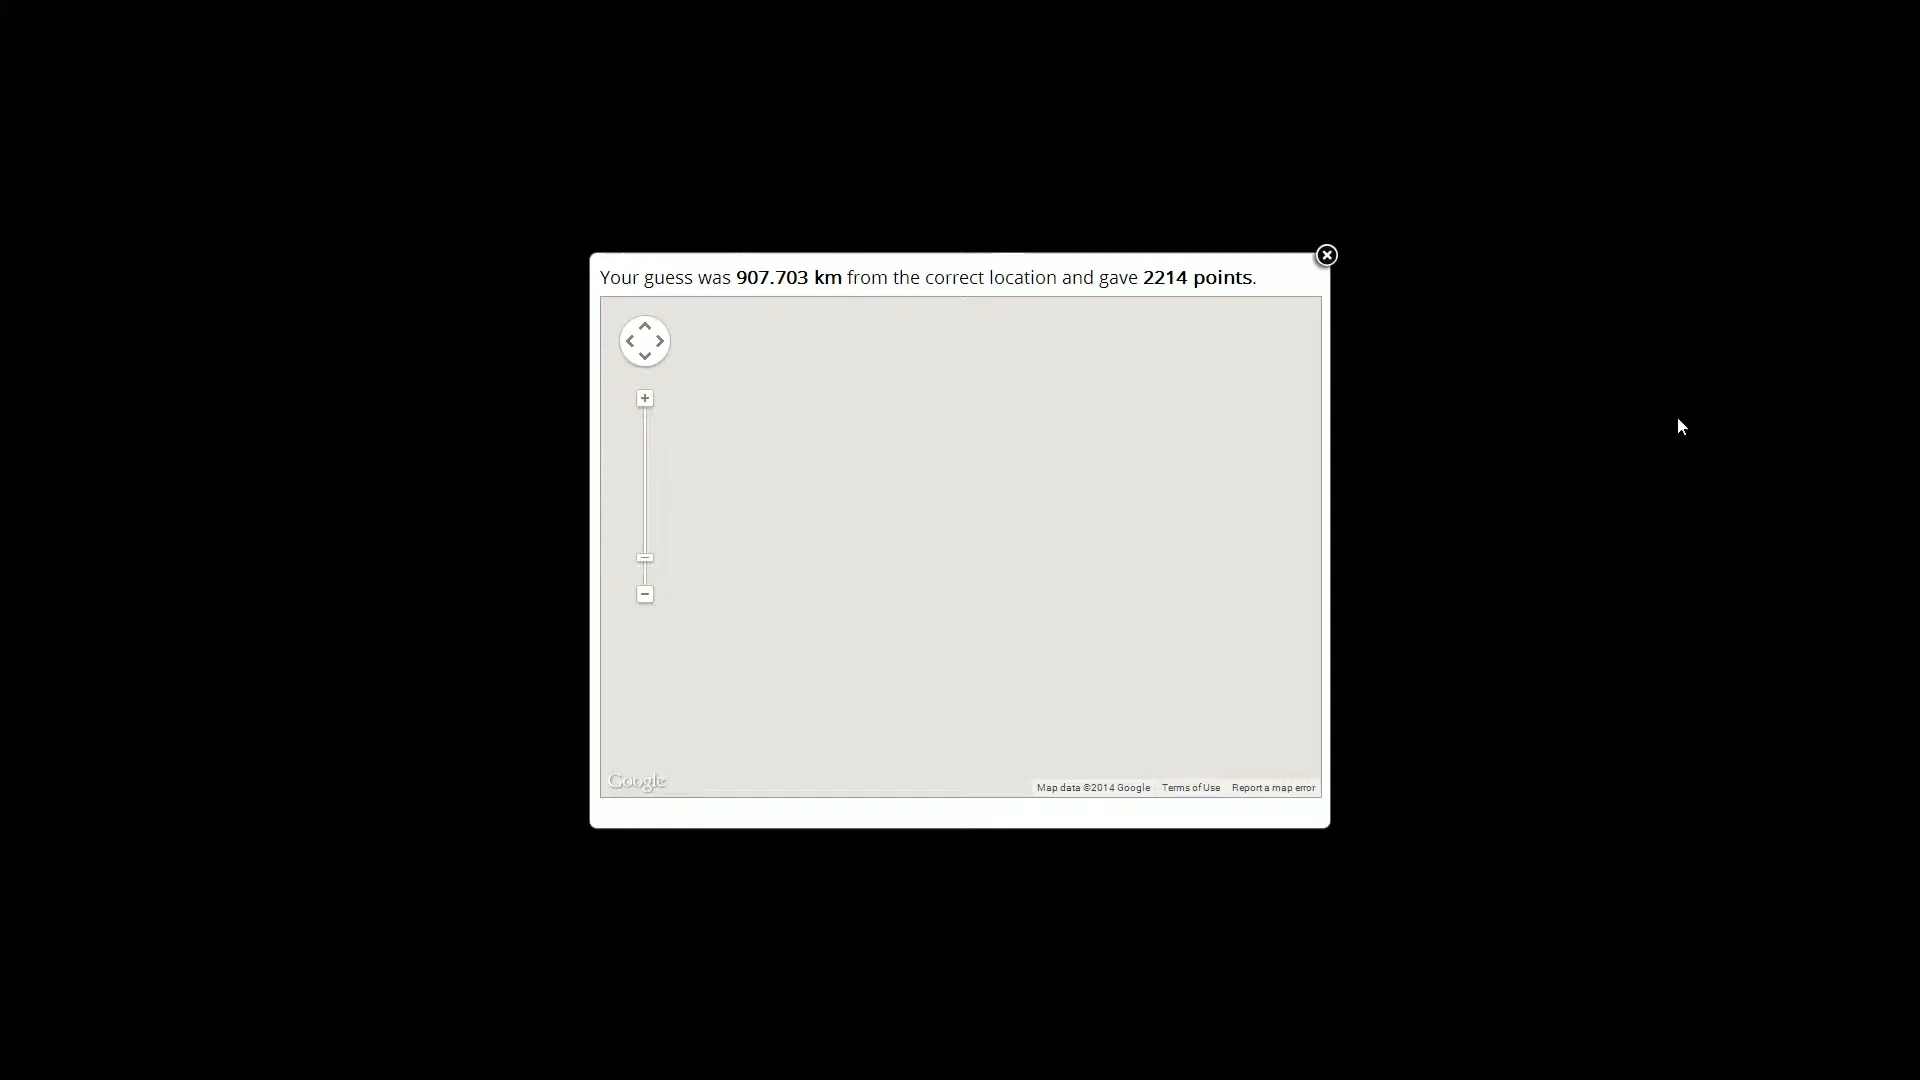 Your guess was 907.703 km from the correct location and gave 2214 points.
Google
Map data ©2014 Google Terms of Use Report a map error